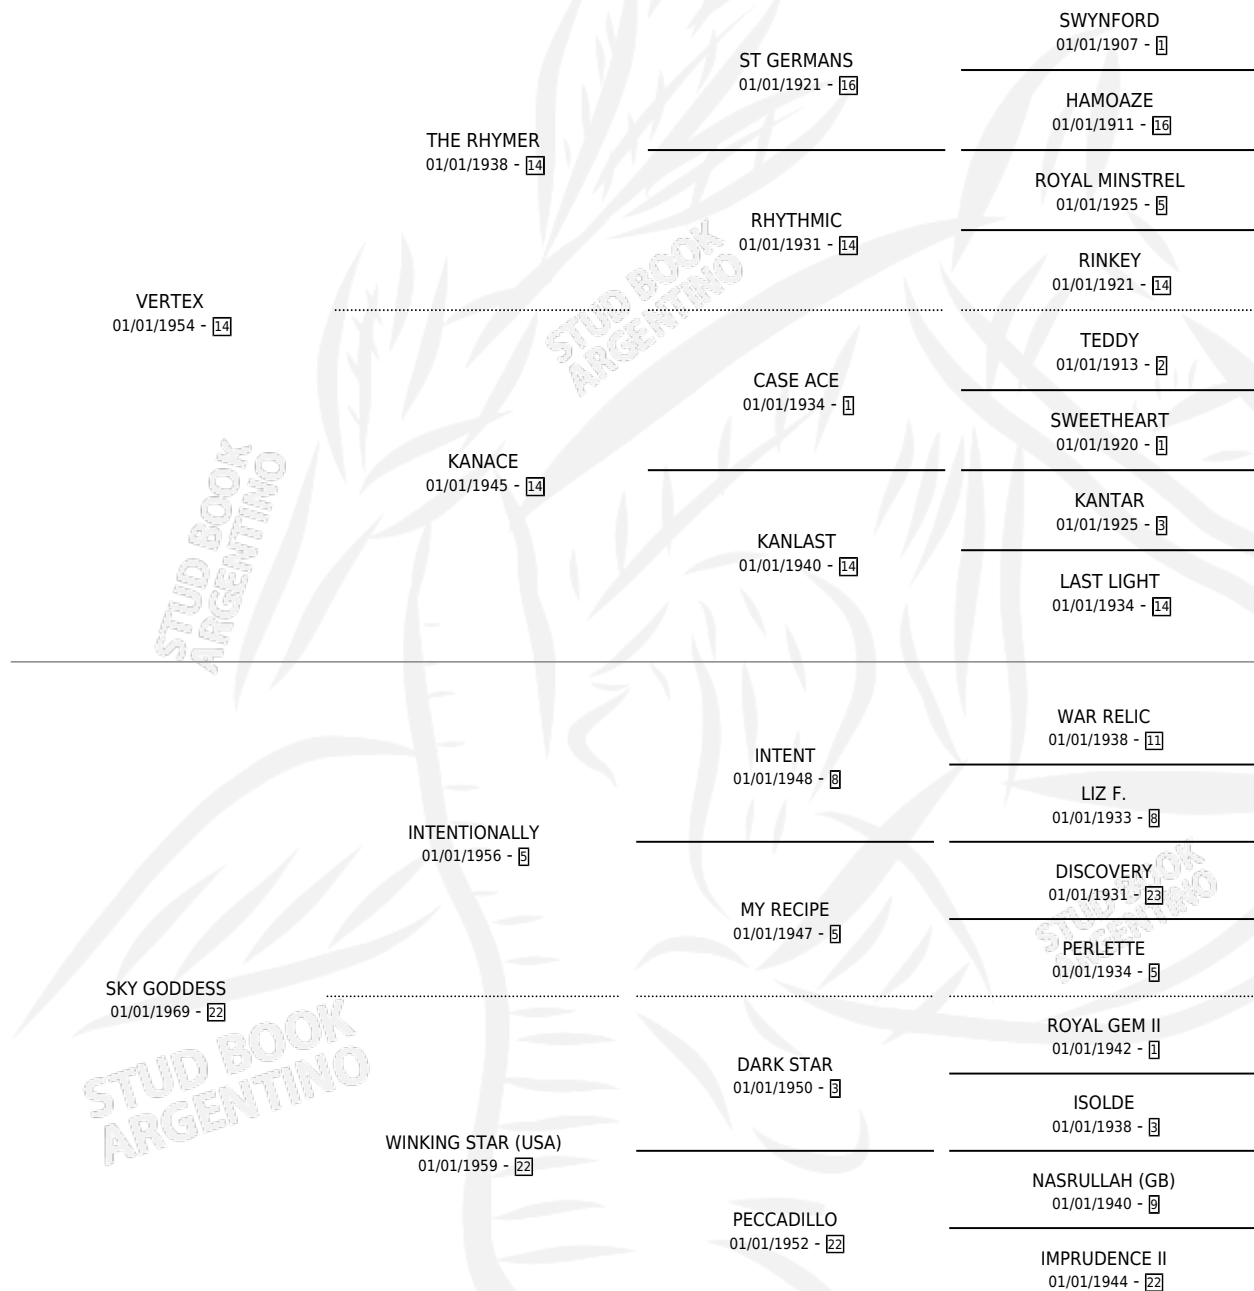 VERTEX
01/01/1954 - 14
THE RHYMER
01/01/1938 - 14
ST GERMANS
01/01/1921 - 16
SWYNFORD
01/01/1907 - 1
HAMOAZE
01/01/1911 - 16
RHYTHMIC
01/01/1931 - 14
ROYAL MINSTREL
01/01/1925 - 5
RINKEY
01/01/1921 - 14
KANACE
01/01/1945 - 14
CASE ACE
01/01/1934 - 1
TEDDY
01/01/1913 - 2
SWEETHEART
01/01/1920 - 1
KANLAST
01/01/1940 - 14
KANTAR
01/01/1925 - 3
LAST LIGHT
01/01/1934 - 14
SKY GODDESS
01/01/1969 - 22
INTENTIONALLY
01/01/1956 - 5
INTENT
01/01/1948 - 8
WAR RELIC
01/01/1938 - 11
LIZ F.
01/01/1933 - 8
MY RECIPE
01/01/1947 - 5
DISCOVERY
01/01/1931 - 23
PERLETTE
01/01/1934 - 5
WINKING STAR (USA)
01/01/1959 - 22
DARK STAR
01/01/1950 - 3
ROYAL GEM II
01/01/1942 - 1
ISOLDE
01/01/1938 - 3
PECCADILLO
01/01/1952 - 22
NASRULLAH (GB)
01/01/1940 - 9
IMPRUDENCE II
01/01/1944 - 22
STUD BOOK
ARGENTINO
STUD BOOK
ARGENTINO
STUD BOOK
ARGENTINO
STUD BOOK
ARGENTINO